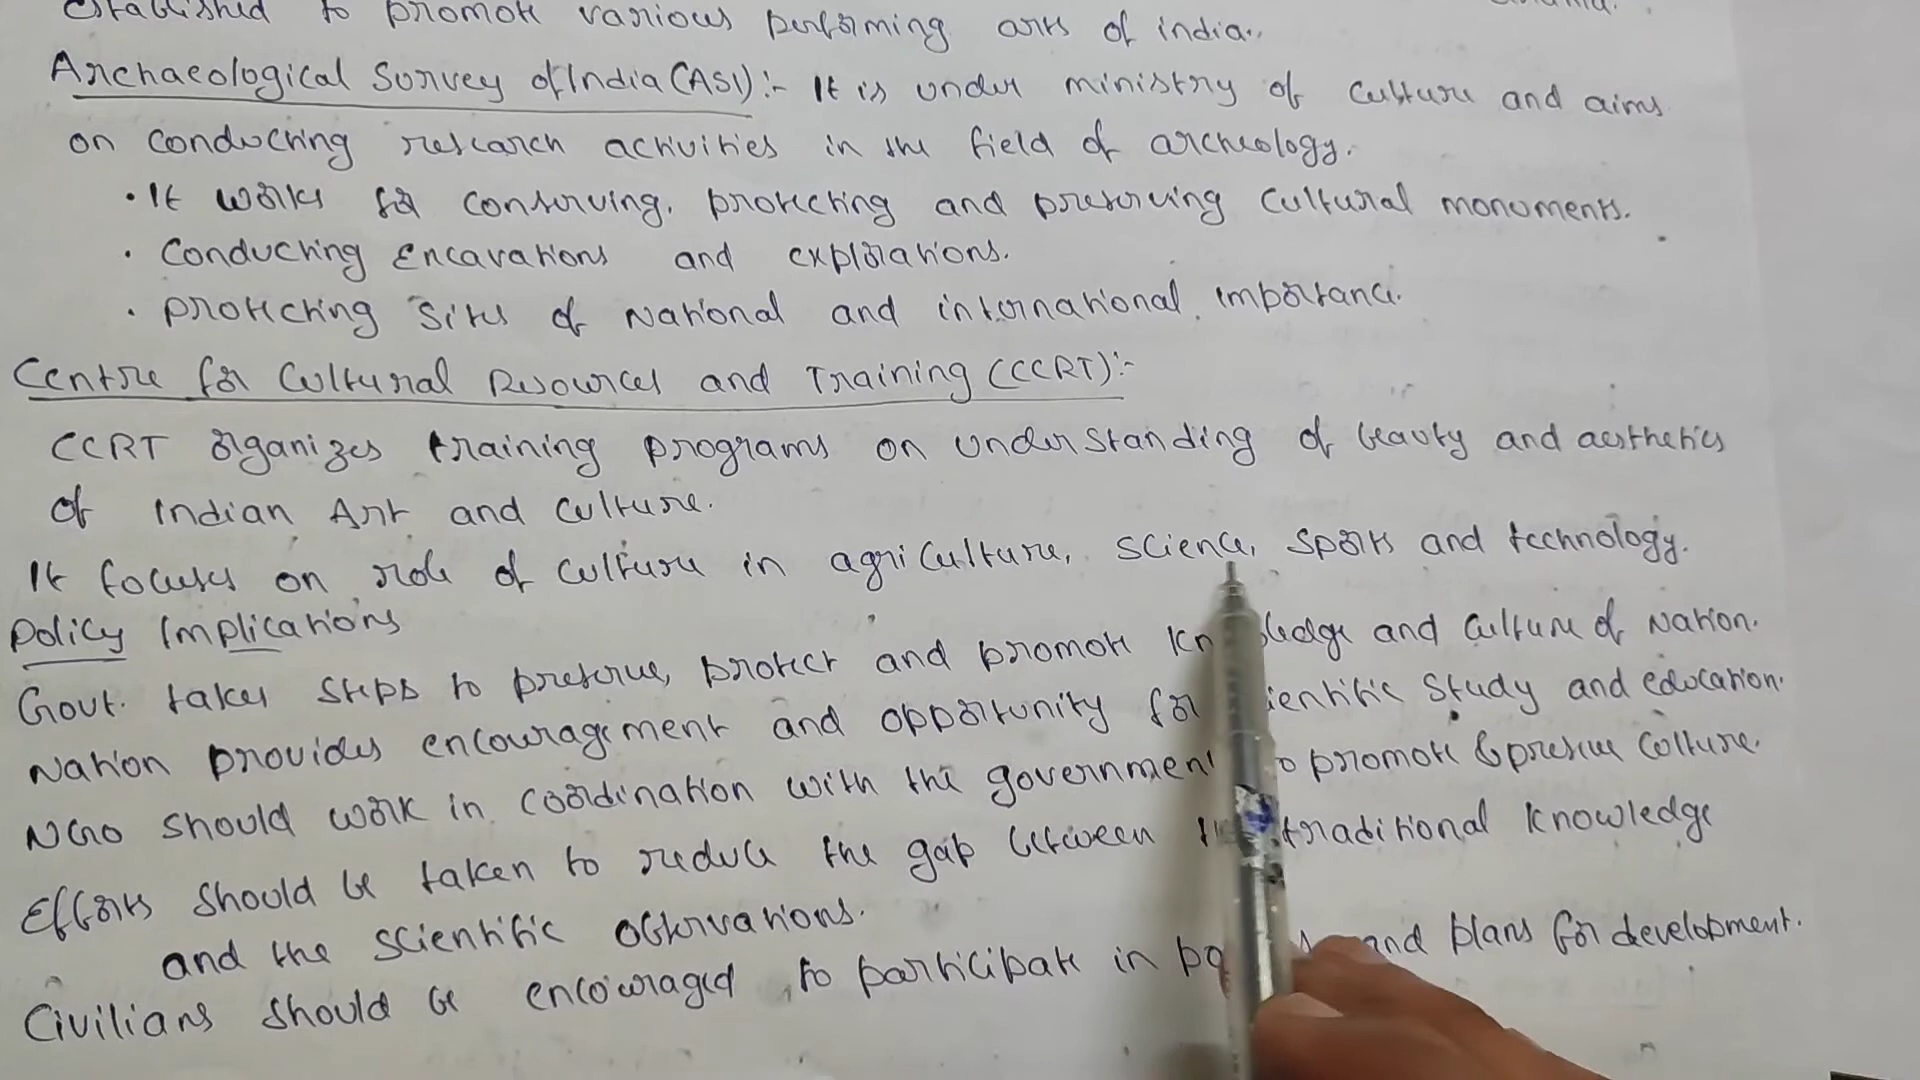 established to promote various performing arts of india..
Archaeological Survey of India (ASI) :- It is under ministry of culture and aims
on conducting research activities in the field of archeology.
• It works for conserving, protecting and preserving cultural monuments.
• Conducting Encavations and explorations.
• Protecting Sites of National and international importance.
Centre for Cultural Resources and Training (CCRT) :-
CCRT organizes training programs on understanding of beauty and aesthetics
of Indian Art and Culture.
It focuses on role of culture in agriculture, science, sports and technology.
Policy Implications
Govt. takes steps to preserve, protect and promote and culture of Nation.
Nation provides encouragement and opportunity for study and education.
NGO should work in coordination with the to promote & preserve culture.
Efforts should be taken to reduce the gap between traditional knowledge
and the scientific observations.
Civilians should be encouraged to participate in and plans for development.